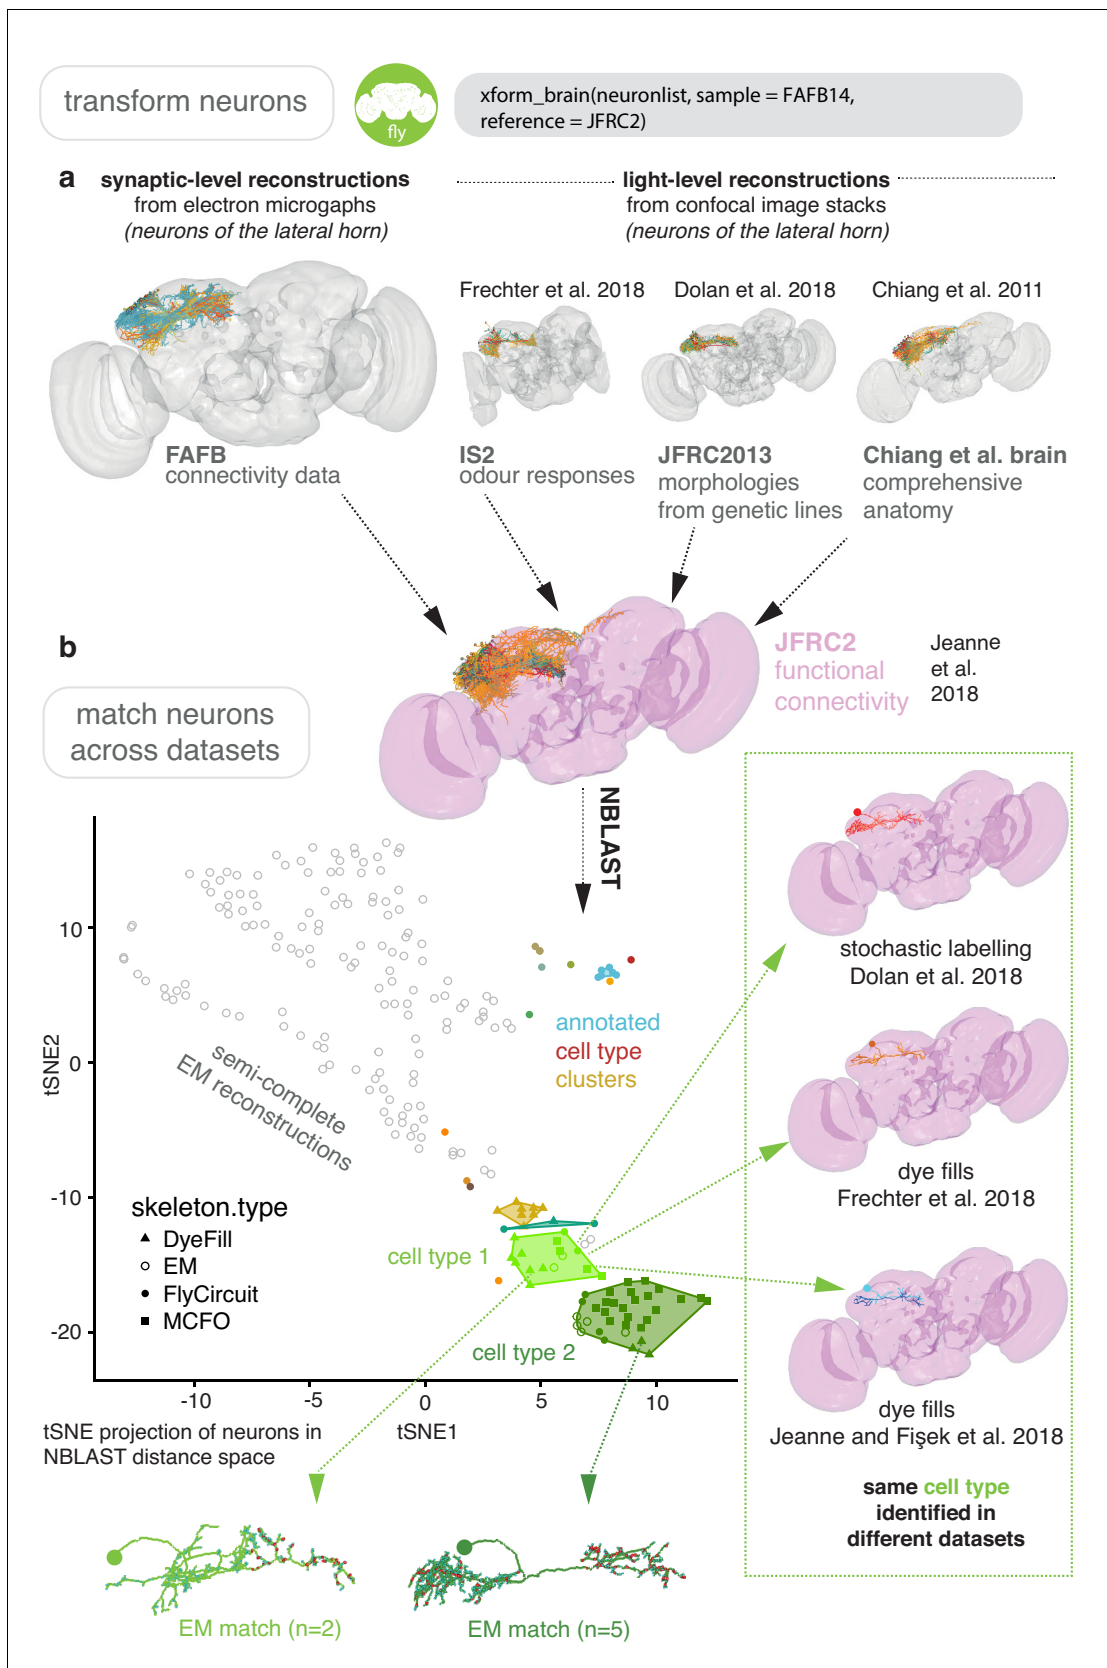 transform neurons
fly
xform_brain(neuronlist, sample = FAFB14,
reference = JFRC2)
a
synaptic-level reconstructions
from electron microgaphs
(neurons of the lateral horn)
light-level reconstructions
from confocal image stacks
(neurons of the lateral horn)
Frechter et al. 2018
Dolan et al. 2018
Chiang et al. 2011
FAFB
connectivity data
IS2
odour responses
JFRC2013
morphologies
from genetic lines
Chiang et al. brain
comprehensive
anatomy
b
JFRC2
functional
connectivity
Jeanne
et al.
2018
match neurons
across datasets
NBLAST
10
0
-10
-20
tSNE2
semi-complete
EM reconstructions
annotated
cell type
clusters
skeleton.type
DyeFill
EM
FlyCircuit
MCFO
cell type 1
cell type 2
-10
-5
0
5
10
tSNE1
tSNE projection of neurons in
NBLAST distance space
stochastic labelling
Dolan et al. 2018
dye fills
Frechter et al. 2018
dye fills
Jeanne and Fişek et al. 2018
same cell type
identified in
different datasets
EM match (n=2)
EM match (n=5)